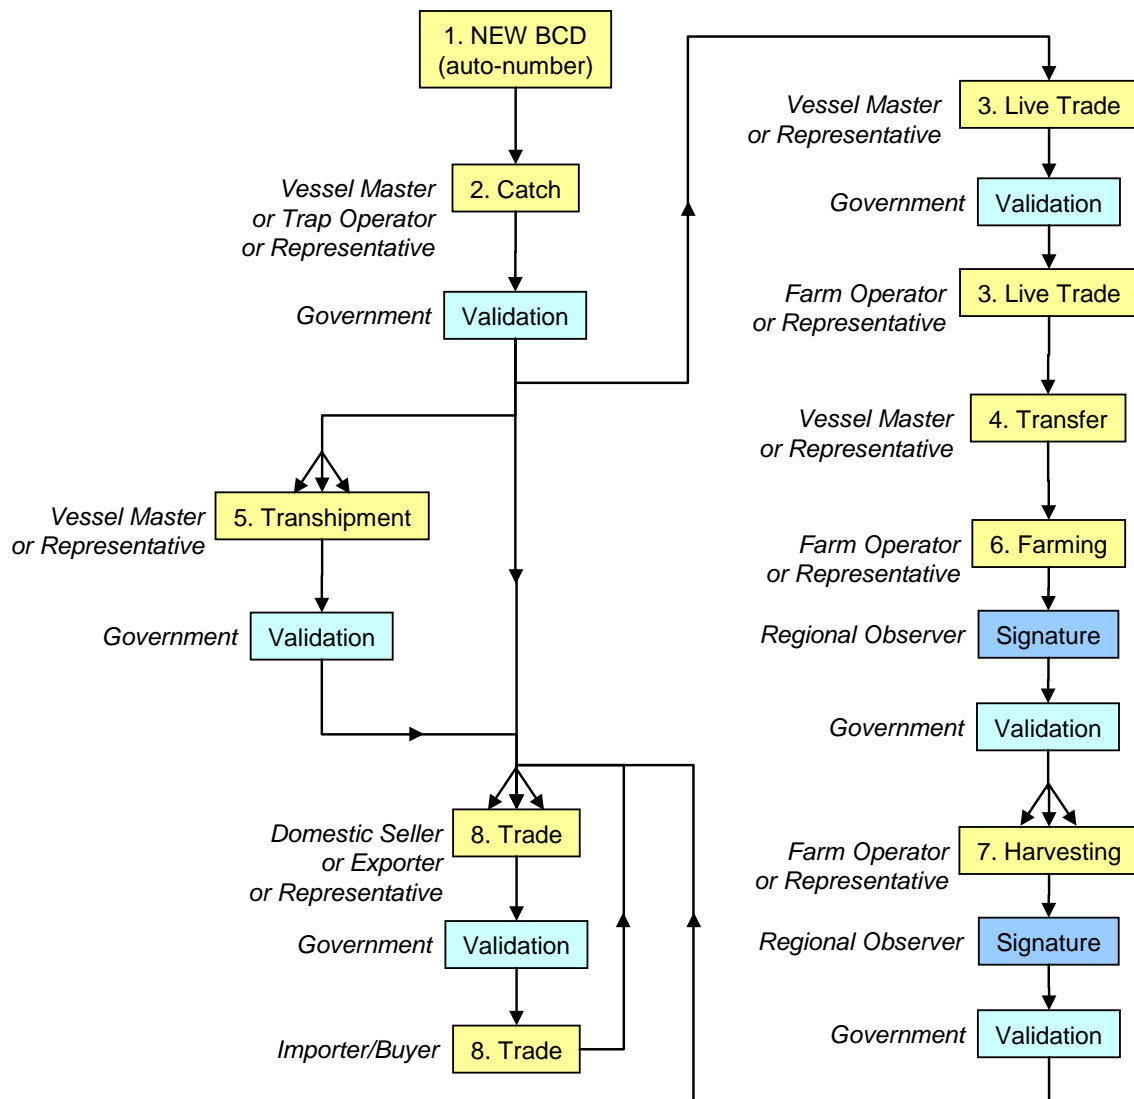 1. NEW BCD
(auto-number)
Vessel Master
or Trap Operator
or Representative
2. Catch
Government
Validation
Vessel Master
or Representative
5. Transhipment
Government
Validation
Domestic Seller
or Exporter
or Representative
8. Trade
Government
Validation
Importer/Buyer
8. Trade
Vessel Master
or Representative
3. Live Trade
Government
Validation
Farm Operator
or Representative
3. Live Trade
Vessel Master
or Representative
4. Transfer
Farm Operator
or Representative
6. Farming
Regional Observer
Signature
Government
Validation
Farm Operator
or Representative
7. Harvesting
Regional Observer
Signature
Government
Validation